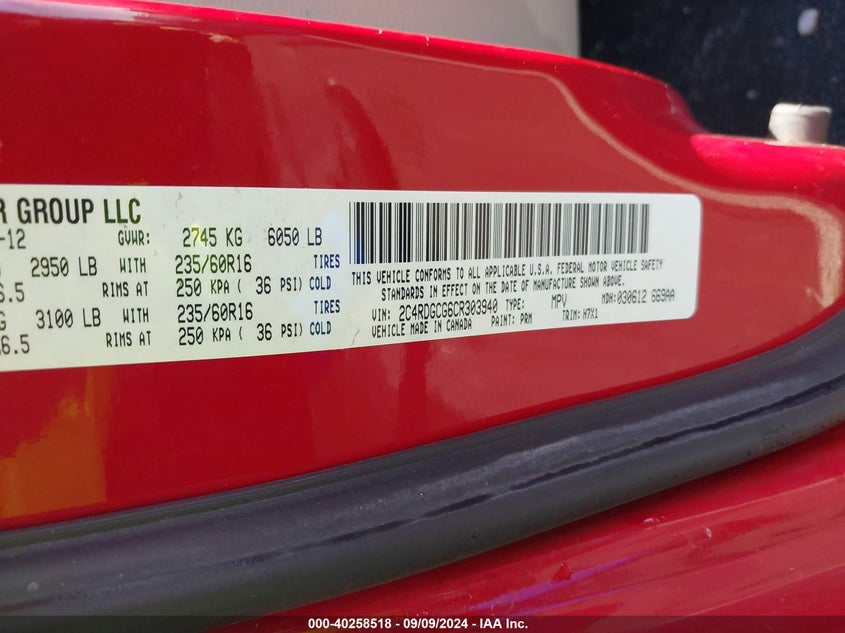 R GROUP LLC
-12 GVWR: 2745 KG 6050 LB
2950 LB WITH 235/60R16 TIRES
6.5 RIMS AT 250 KPA ( 36 PSI) COLD
G 3100 LB WITH 235/60R16 TIRES
6.5 RIMS AT 250 KPA ( 36 PSI) COLD
THIS VEHICLE CONFORMS TO ALL APPLICABLE U.S.A. FEDERAL MOTOR VEHICLE SAFETY
STANDARDS IN EFFECT ON THE DATE OF MANUFACTURE SHOWN ABOVE.
VIN: 2C4RDGCG6CR303940 TYPE: MPV MDH:030612 669AA
VEHICLE MADE IN CANADA PAINT: PRM TRIM: H7X1
000-40258518 - 09/09/2024 - IAA Inc.